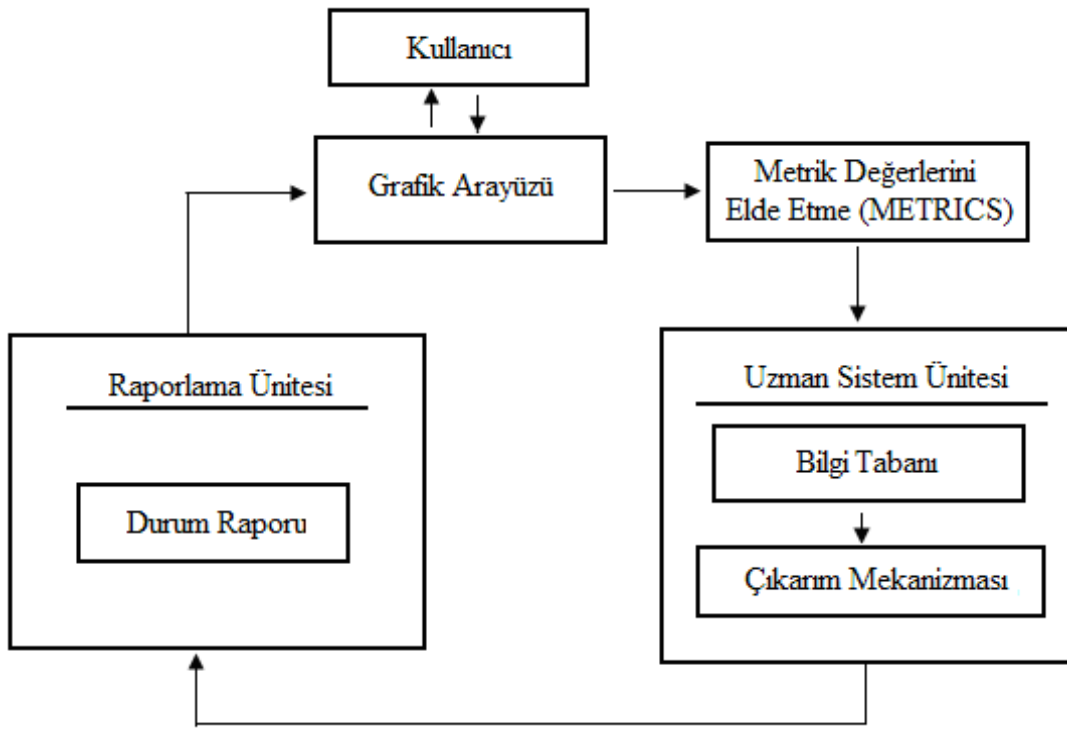 Kullanıcı
Grafik Arayüzü
Metrik Değerlerini
Elde Etme (METRICS)
Raporlama Ünitesi
Durum Raporu
Uzman Sistem Ünitesi
Bilgi Tabanı
Çıkarım Mekanizması